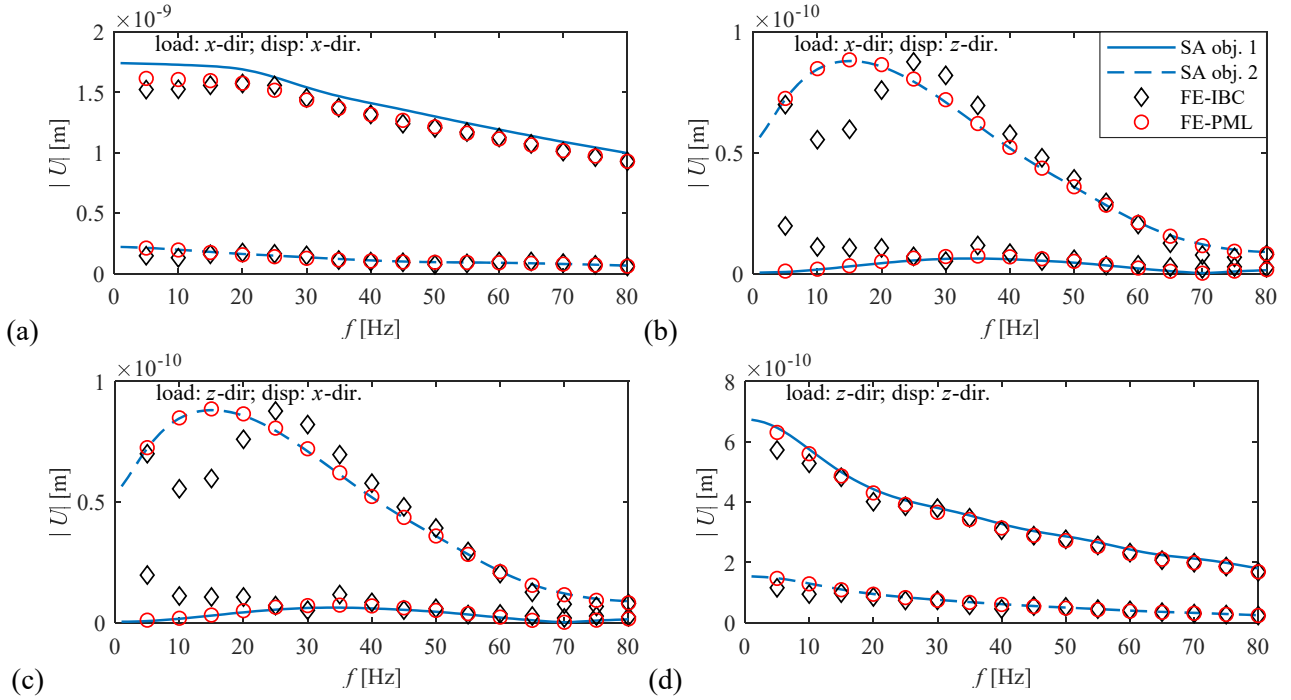 ×10-9
load: x-dir; disp: x-dir.
2
1.5
1
0.5
0
| U| [m]
0 10 20 30 40 50 60 70 80
f [Hz]
(a)
×10-10
load: x-dir; disp: z-dir.
1
0.5
0
| U| [m]
0 10 20 30 40 50 60 70 80
f [Hz]
(b)
SA obj. 1
SA obj. 2
FE-IBC
FE-PML
×10-10
load: z-dir; disp: x-dir.
1
0.5
0
| U| [m]
0 10 20 30 40 50 60 70 80
f [Hz]
(c)
×10-10
load: z-dir; disp: z-dir.
8
6
4
2
0
| U| [m]
0 10 20 30 40 50 60 70 80
f [Hz]
(d)